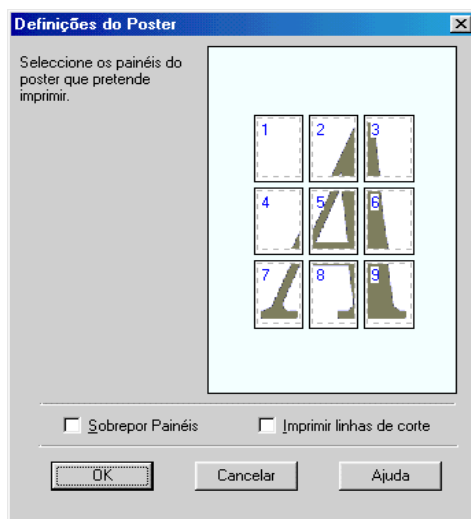 Definições do Poster
Seleccione os painéis do
poster que pretende
imprimir.
1 2 3
4 5 6
7 8 9
Sobrepor Painéis Imprimir linhas de corte
OK Cancelar Ajuda